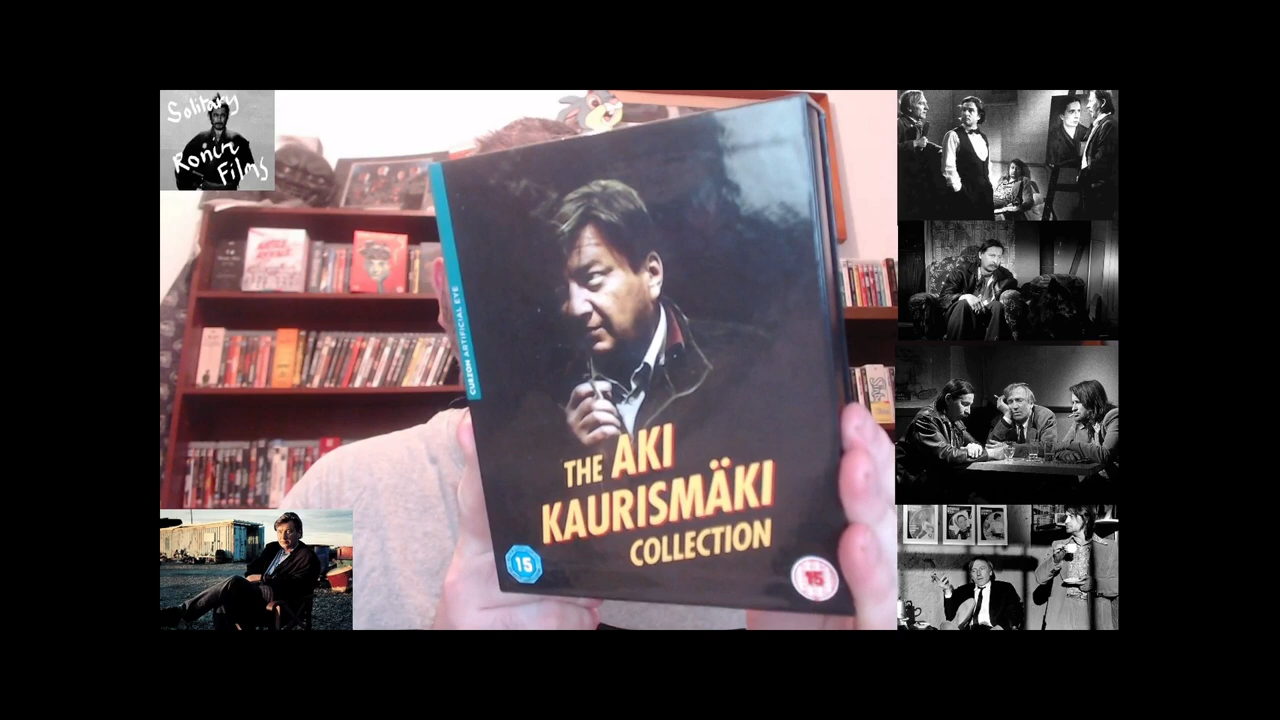 Solitary
Ronin
Films
CURZON ARTIFICIAL EYE
THE AKI
KAURISMÄKI
COLLECTION
15
15